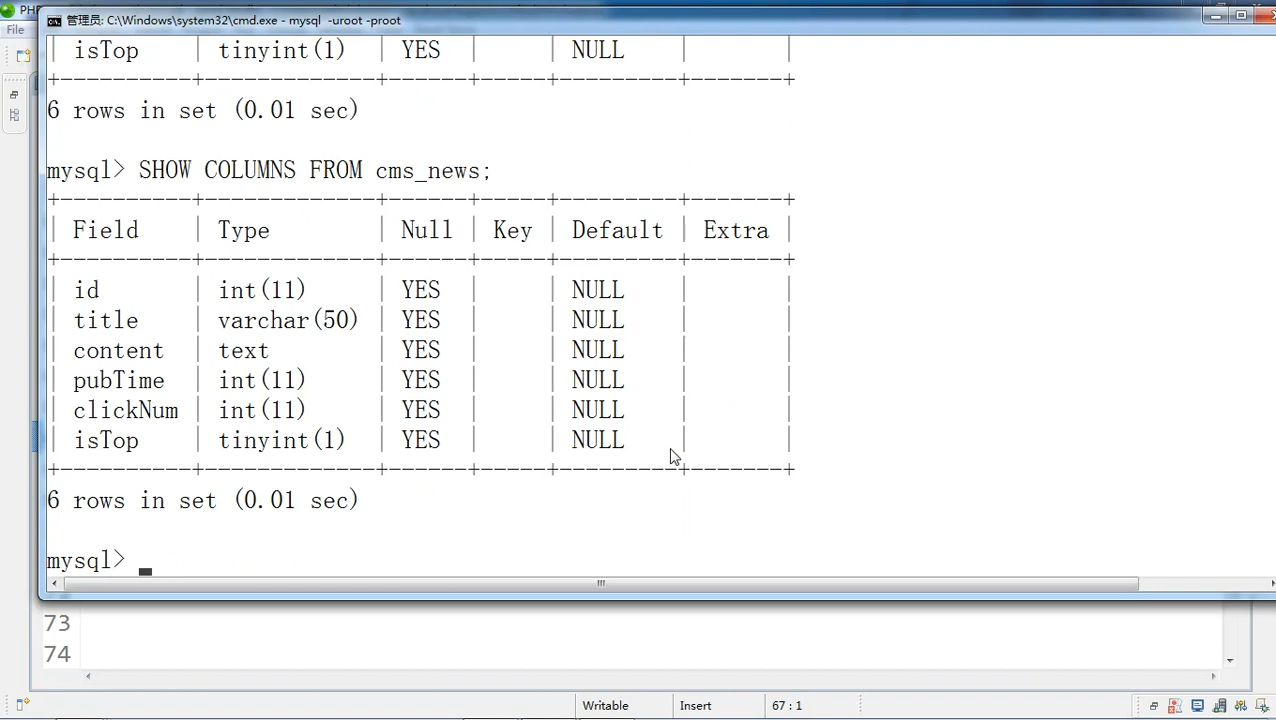 PH
管理员: C:\Windows\system32\cmd.exe - mysql -uroot -proot
File
| isTop | tinyint(1) | YES | | NULL | |
+-----------+-------------+------+-----+---------+-------+
6 rows in set (0.01 sec)
mysql> SHOW COLUMNS FROM cms_news;
+-----------+-------------+------+-----+---------+-------+
| Field | Type | Null | Key | Default | Extra |
+-----------+-------------+------+-----+---------+-------+
| id | int(11) | YES | | NULL | |
| title | varchar(50) | YES | | NULL | |
| content | text | YES | | NULL | |
| pubTime | int(11) | YES | | NULL | |
| clickNum | int(11) | YES | | NULL | |
| isTop | tinyint(1) | YES | | NULL | |
+-----------+-------------+------+-----+---------+-------+
6 rows in set (0.01 sec)
mysql>
73
74
Writable Insert 67 : 1